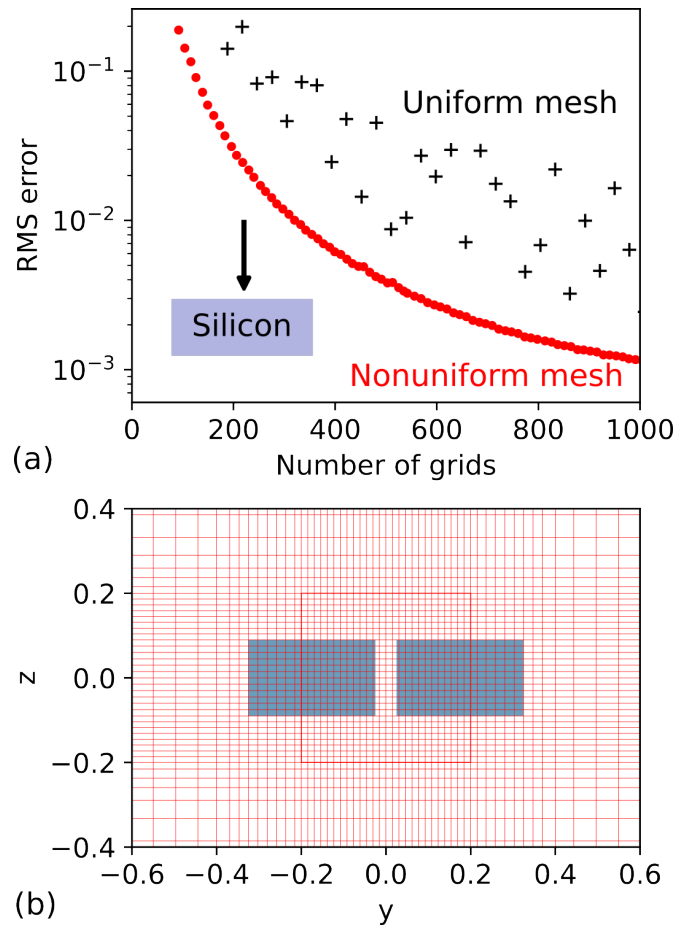 10⁻¹
10⁻²
10⁻³
RMS error
Uniform mesh
Silicon
Nonuniform mesh
0 200 400 600 800 1000
Number of grids
(a)
0.4
0.2
0.0
−0.2
−0.4
z
−0.6 −0.4 −0.2 0.0 0.2 0.4 0.6
y
(b)